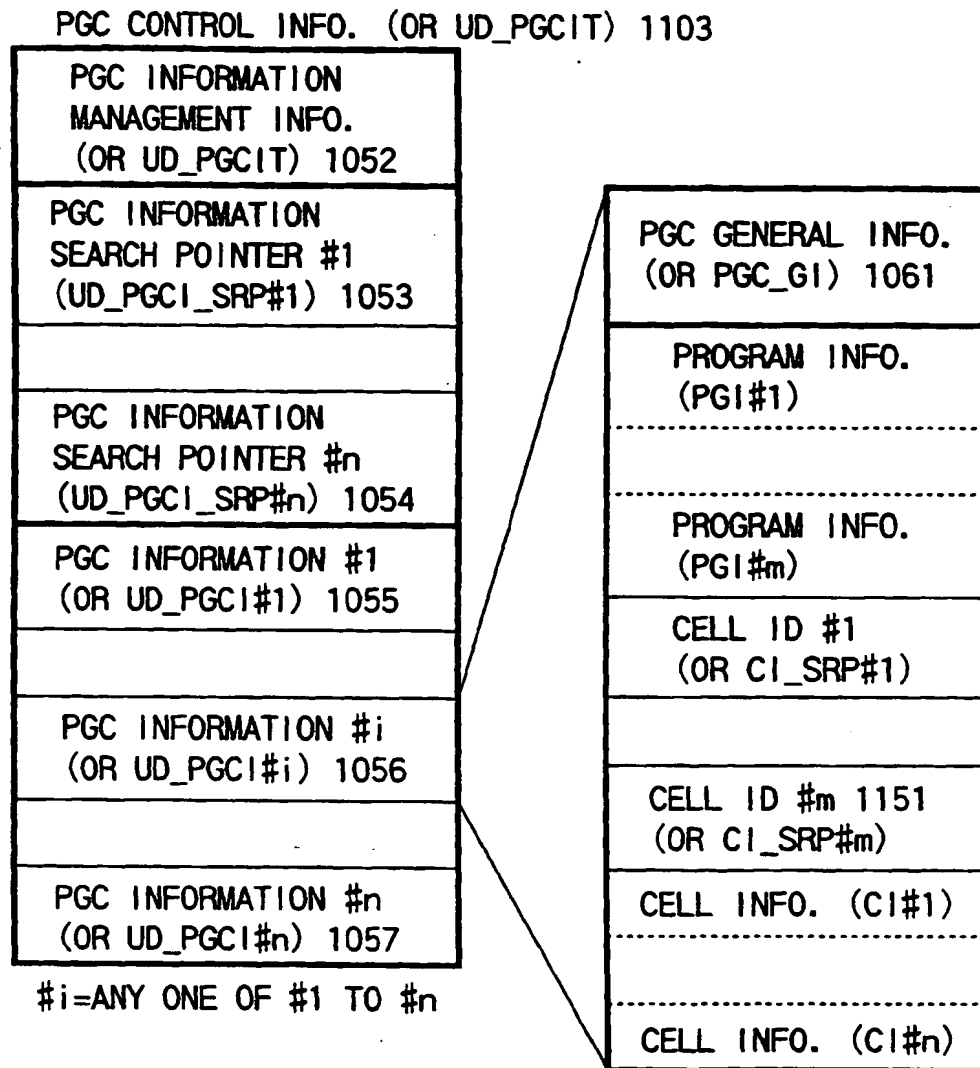 PGC CONTROL INFO. (OR UD_PGCIT) 1103
PGC INFORMATION
MANAGEMENT INFO.
(OR UD_PGCIT) 1052
PGC INFORMATION
SEARCH POINTER #1
(UD_PGCI_SRP#1) 1053
PGC INFORMATION
SEARCH POINTER #n
(UD_PGCI_SRP#n) 1054
PGC INFORMATION #1
(OR UD_PGCI#1) 1055
PGC INFORMATION #i
(OR UD_PGCI#i) 1056
PGC INFORMATION #n
(OR UD_PGCI#n) 1057
#i=ANY ONE OF #1 TO #n
PGC GENERAL INFO.
(OR PGC_GI) 1061
PROGRAM INFO.
(PGI#1)
PROGRAM INFO.
(PGI#m)
CELL ID #1
(OR CI_SRP#1)
CELL ID #m 1151
(OR CI_SRP#m)
CELL INFO. (CI#1)
CELL INFO. (CI#n)